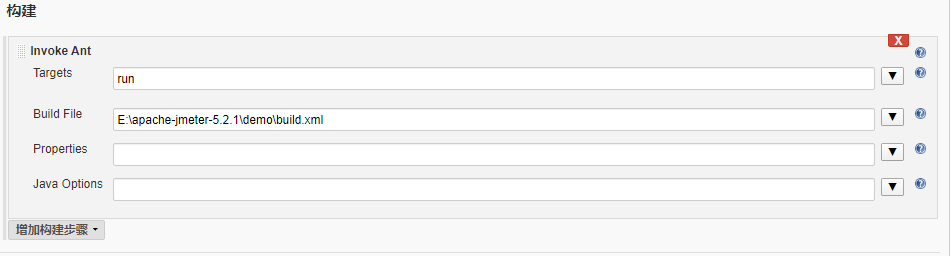 构建
Invoke Ant
X
Targets
run
Build File
E:\apache-jmeter-5.2.1\demo\build.xml
Properties
Java Options
增加构建步骤